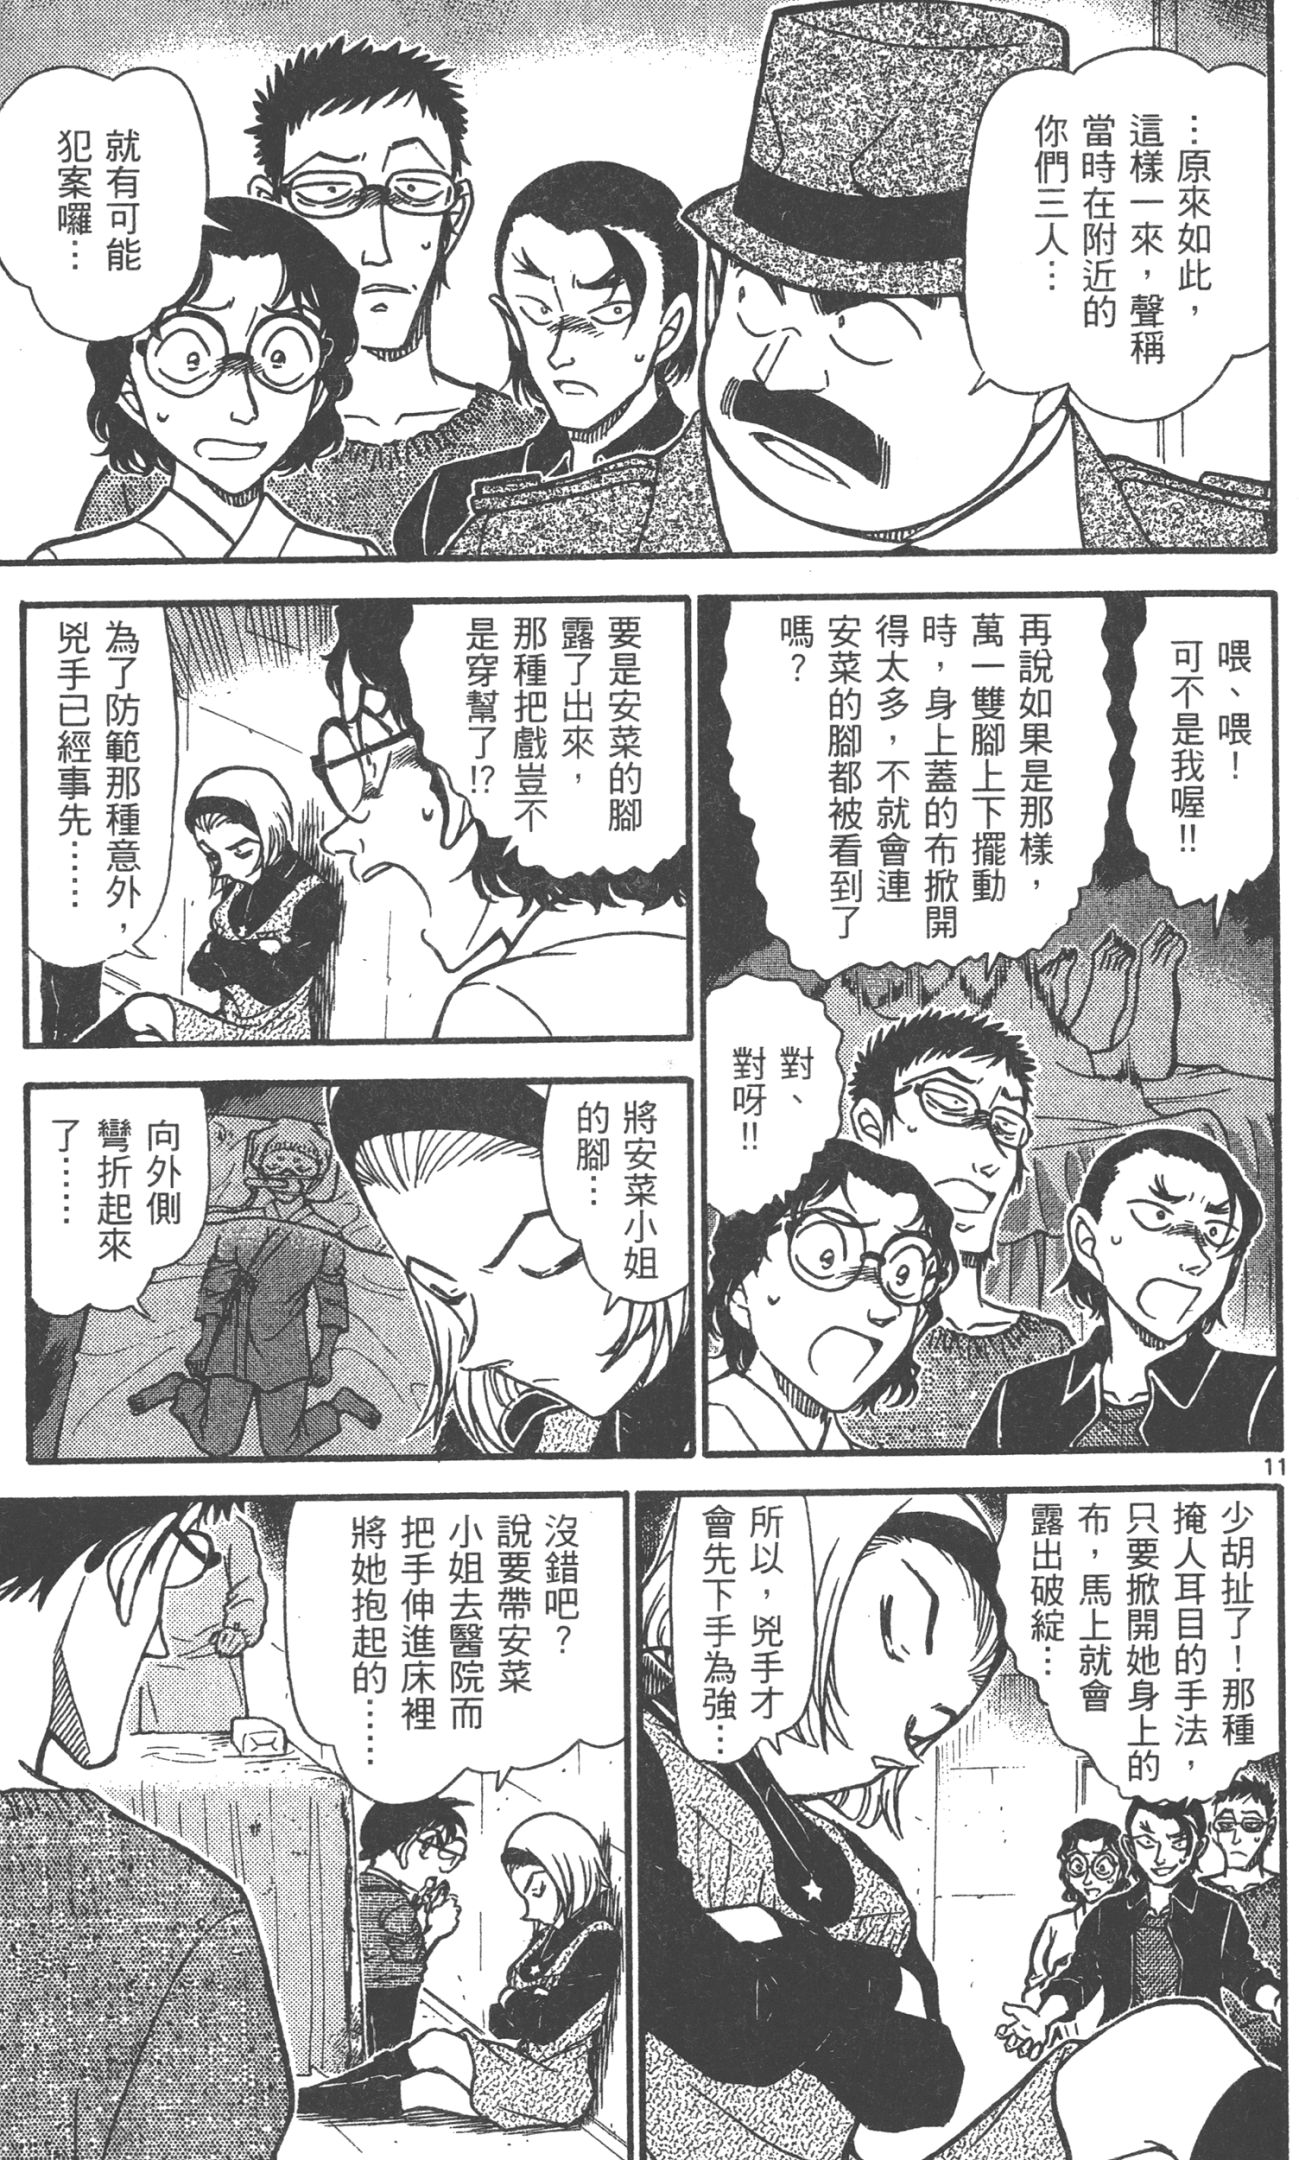 …原來如此，
這樣一來，聲稱
當時在附近的
你們三人…
就有可能
犯案囉…
喂、喂！
可不是我喔!!
再說如果是那樣，
萬一雙腳上下擺動
時，身上蓋的布掀開
得太多，不就會連
安菜的腳都被看到了
嗎？
對、
對呀!!
要是安菜的腳
露了出來，
那種把戲豈不
是穿幫了!?
為了防範那種意外，
兇手已經事先……
將安菜小姐
的腳…
向外側
彎折起來
了……
11
少胡扯了！那種
掩人耳目的手法，
只要掀開她身上的
布，馬上就會
露出破綻…
所以，兇手才
會先下手為強…
沒錯吧？
說要帶安菜
小姐去醫院而
把手伸進床裡
將她抱起的……